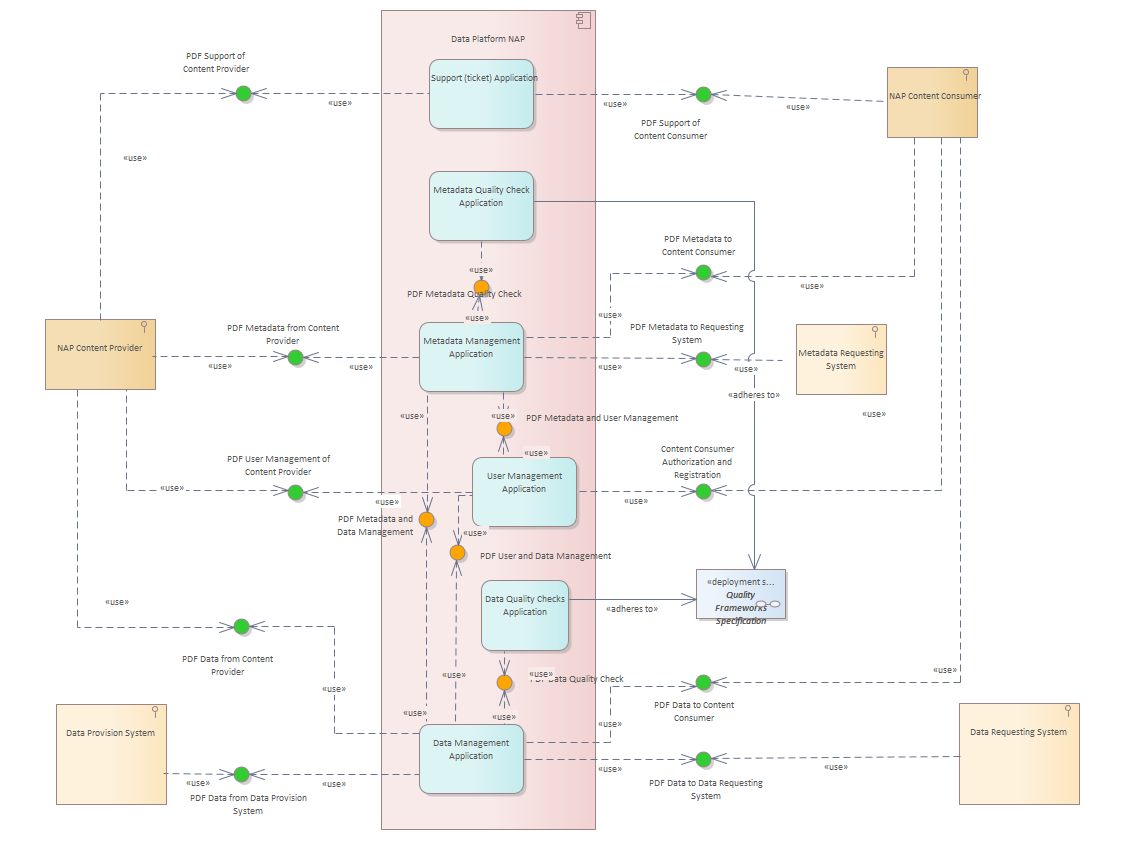 Data Platform NAP
PDF Support of
Content Provider
Support (ticket) Application
«use»
«use»
«use»
NAP Content Consumer
PDF Support of
Content Consumer
«use»
Metadata Quality Check
Application
PDF Metadata to
Content Consumer
«use»
«use»
PDF Metadata Quality Check
«use»
«use»
NAP Content Provider
PDF Metadata from Content
Provider
Metadata Management
Application
PDF Metadata to Requesting
System
Metadata Requesting
System
«use»
«use»
«use»
«use»
«adheres to»
«use»
«use»
«use»
PDF Metadata and User Management
«use»
PDF User Management of
Content Provider
User Management
Application
Content Consumer
Authorization and
Registration
«use»
«use»
«use»
PDF Metadata and
Data Management
«use»
PDF User and Data Management
«deployment s...
Quality
Frameworks
Specification
Data Quality Checks
Application
«adheres to»
«use»
PDF Data from Content
Provider
«use»
«use»
«use»
PDF Data Quality Check
«use»
«use»
«use»
«use»
PDF Data to Content
Consumer
Data Provision System
Data Management
Application
Data Requesting System
«use»
«use»
«use»
«use»
PDF Data from Data Provision
System
PDF Data to Data Requesting
System